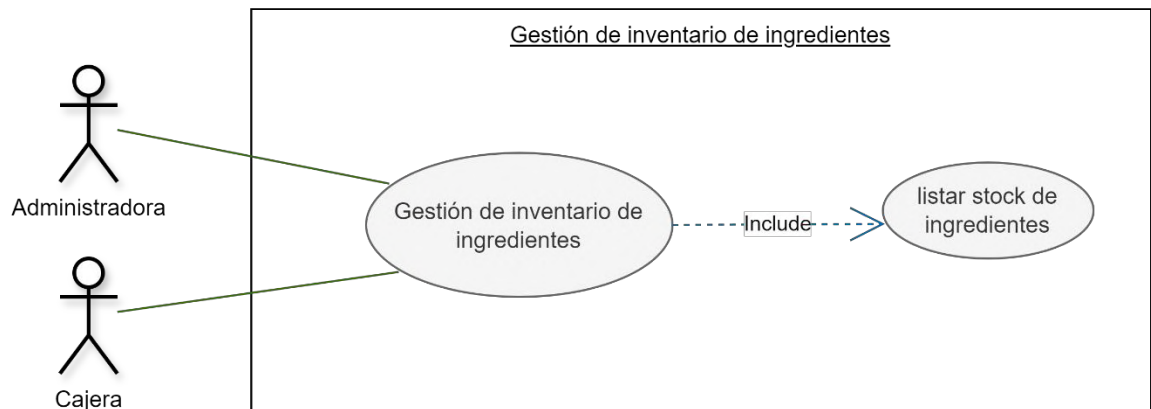 Gestión de inventario de ingredientes
Administradora
Gestión de inventario de
ingredientes
Include
listar stock de
ingredientes
Cajera